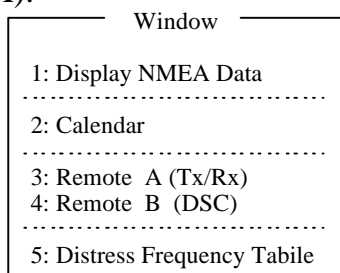 Window
1: Display NMEA Data
2: Calendar
3: Remote A (Tx/Rx)
4: Remote B (DSC)
5: Distress Frequency Tabile